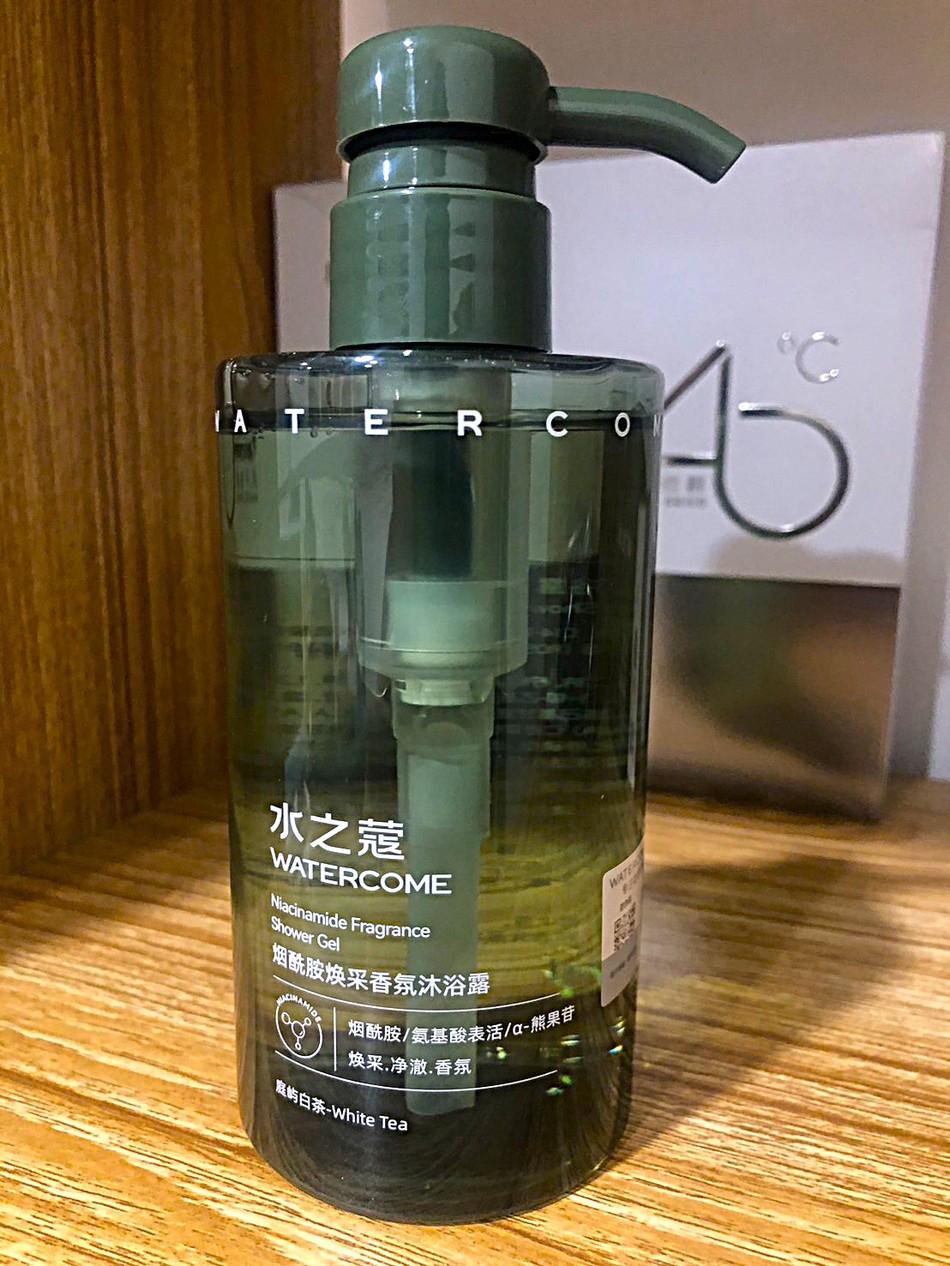 WATERCOM
℃
水之蔻
WATERCOME
Niacinamide Fragrance
Shower Gel
烟酰胺焕采香氛沐浴露
NIACINAMIDE
烟酰胺/氨基酸表活/α-熊果苷
焕采.净澈.香氛
庭屿白茶-White Tea